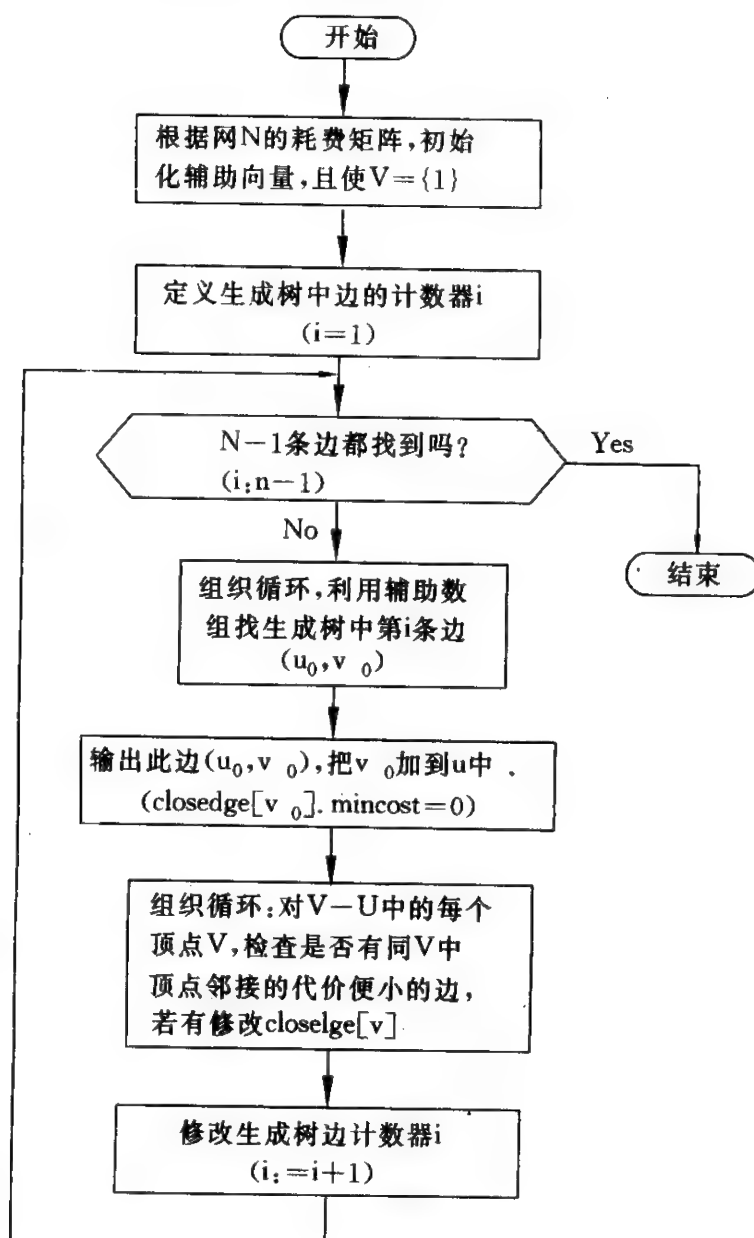 开始
根据网N的耗费矩阵,初始
化辅助向量,且使V={1}
定义生成树中边的计数器i
(i=1)
N-1条边都找到吗?
(i:n-1)
Yes
No
结束
组织循环,利用辅助数
组找生成树中第i条边
(u₀,v ₀)
输出此边(u₀,v ₀),把v ₀加到u中.
(closedge[v ₀].mincost=0)
组织循环:对V-U中的每个
顶点V,检查是否有同V中
顶点邻接的代价便小的边,
若有修改closelge[v]
修改生成树边计数器i
(i:=i+1)